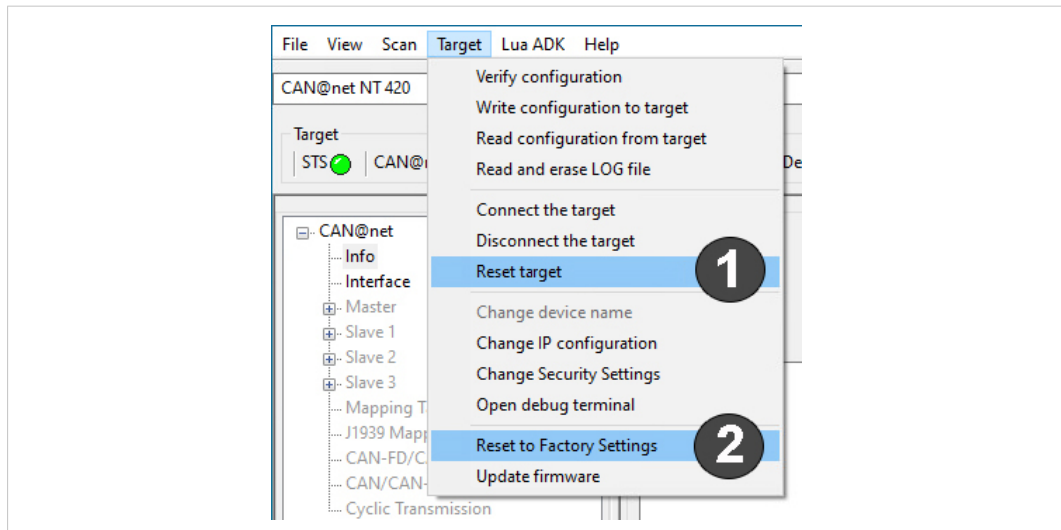 File View Scan Target Lua ADK Help
CAN@net NT 420
Target
STS CAN@
De
Verify configuration
Write configuration to target
Read configuration from target
Read and erase LOG file
Connect the target
Disconnect the target
Reset target
1
Change device name
Change IP configuration
Change Security Settings
Open debug terminal
Reset to Factory Settings
2
Update firmware
CAN@net
Info
Interface
Master
Slave 1
Slave 2
Slave 3
Mapping T
J1939 Mapp
CAN-FD/C
CAN/CAN-
Cyclic Transmission